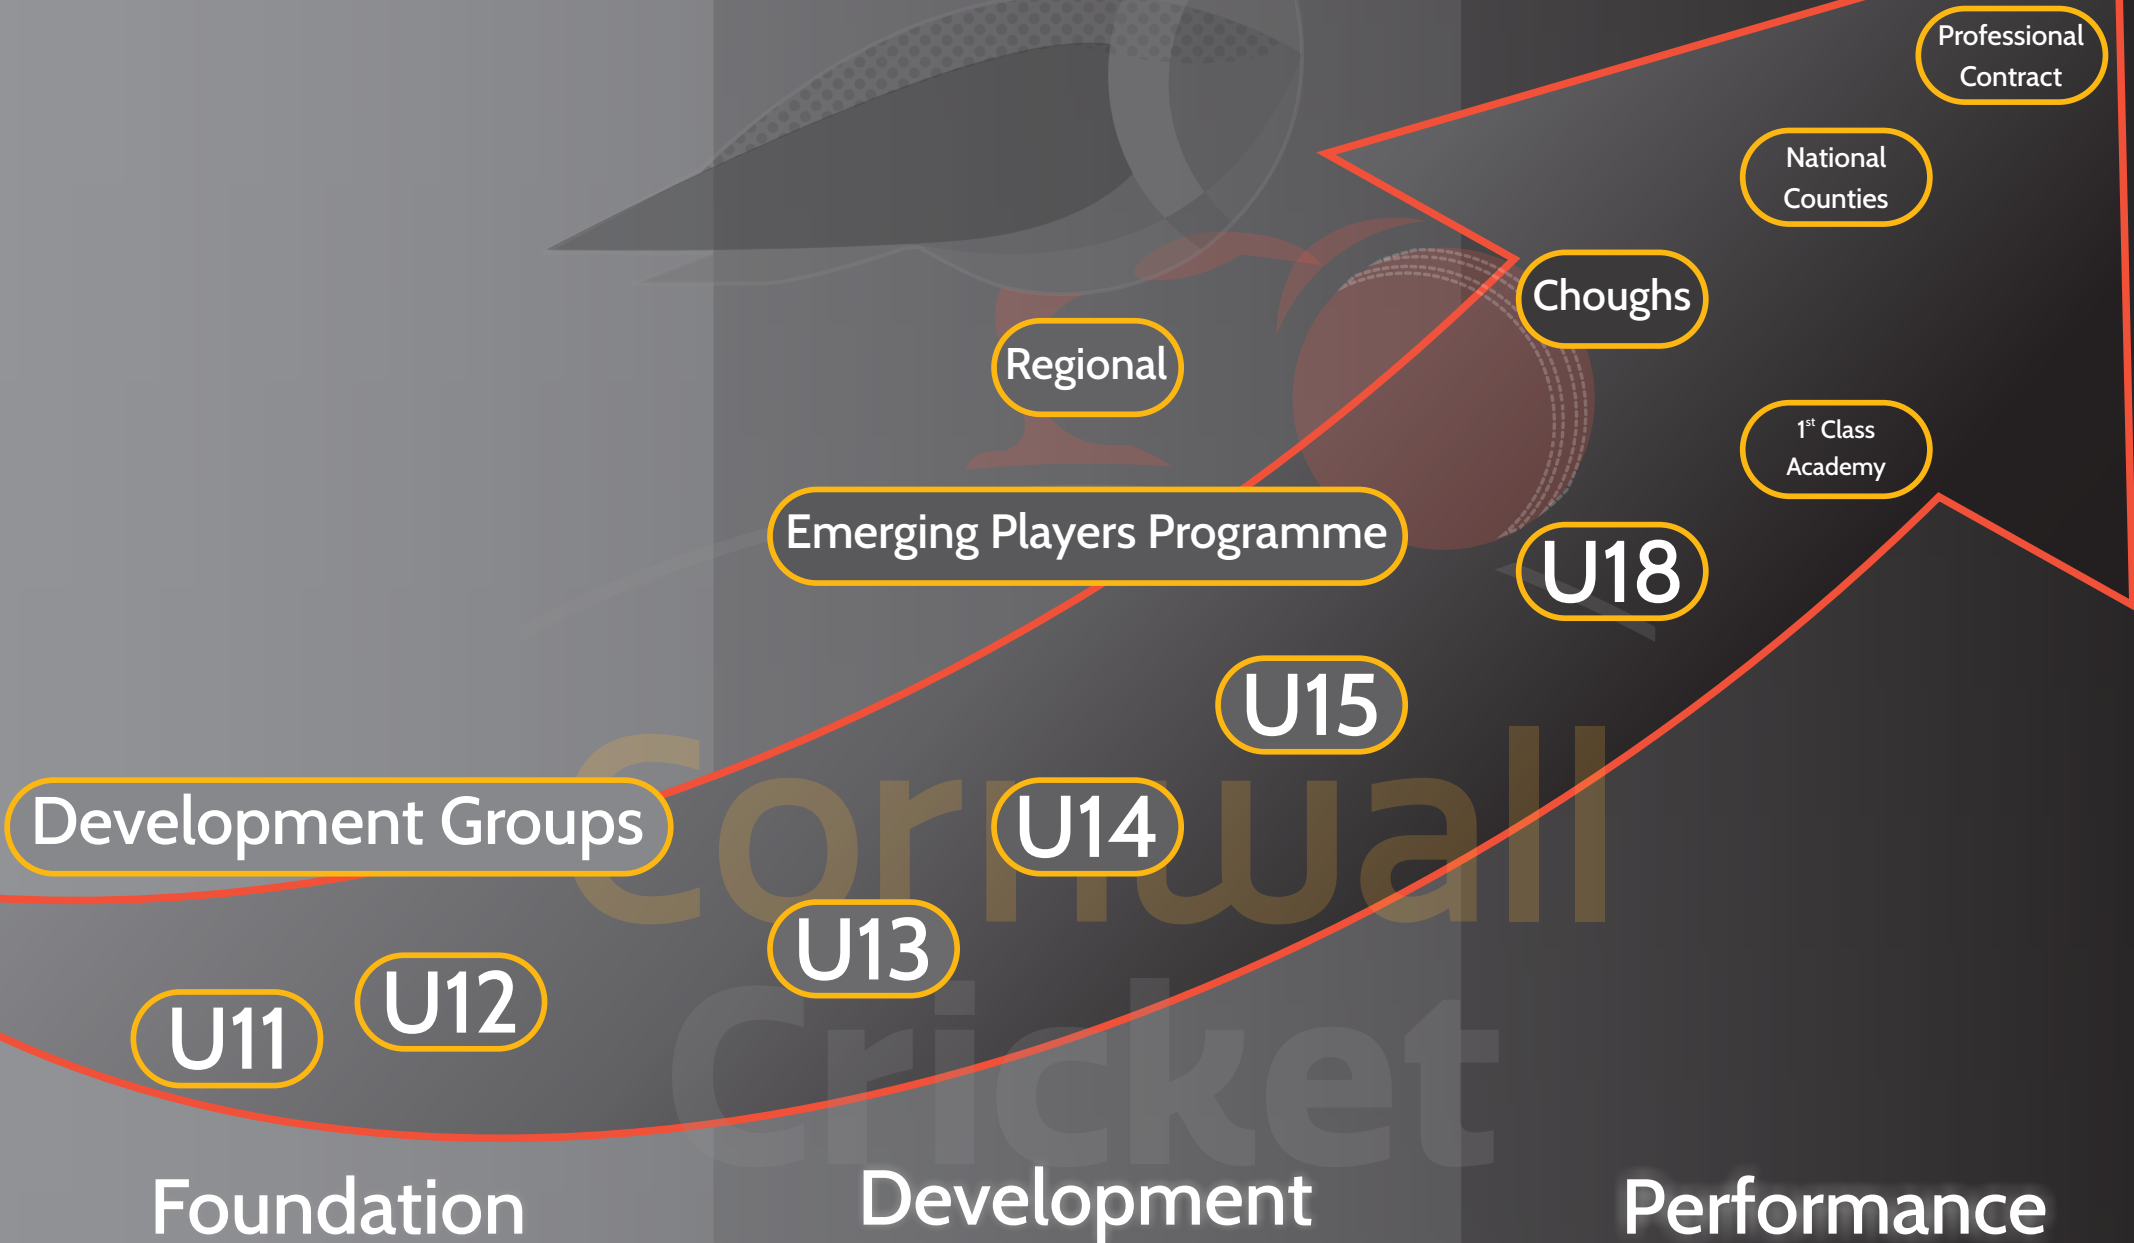 Professional
Contract
National
Counties
Choughs
Regional
1st Class
Academy
Emerging Players Programme
U18
U15
Development Groups
U14
U13
U12
U11
Cornwall
Cricket
Foundation
Development
Performance